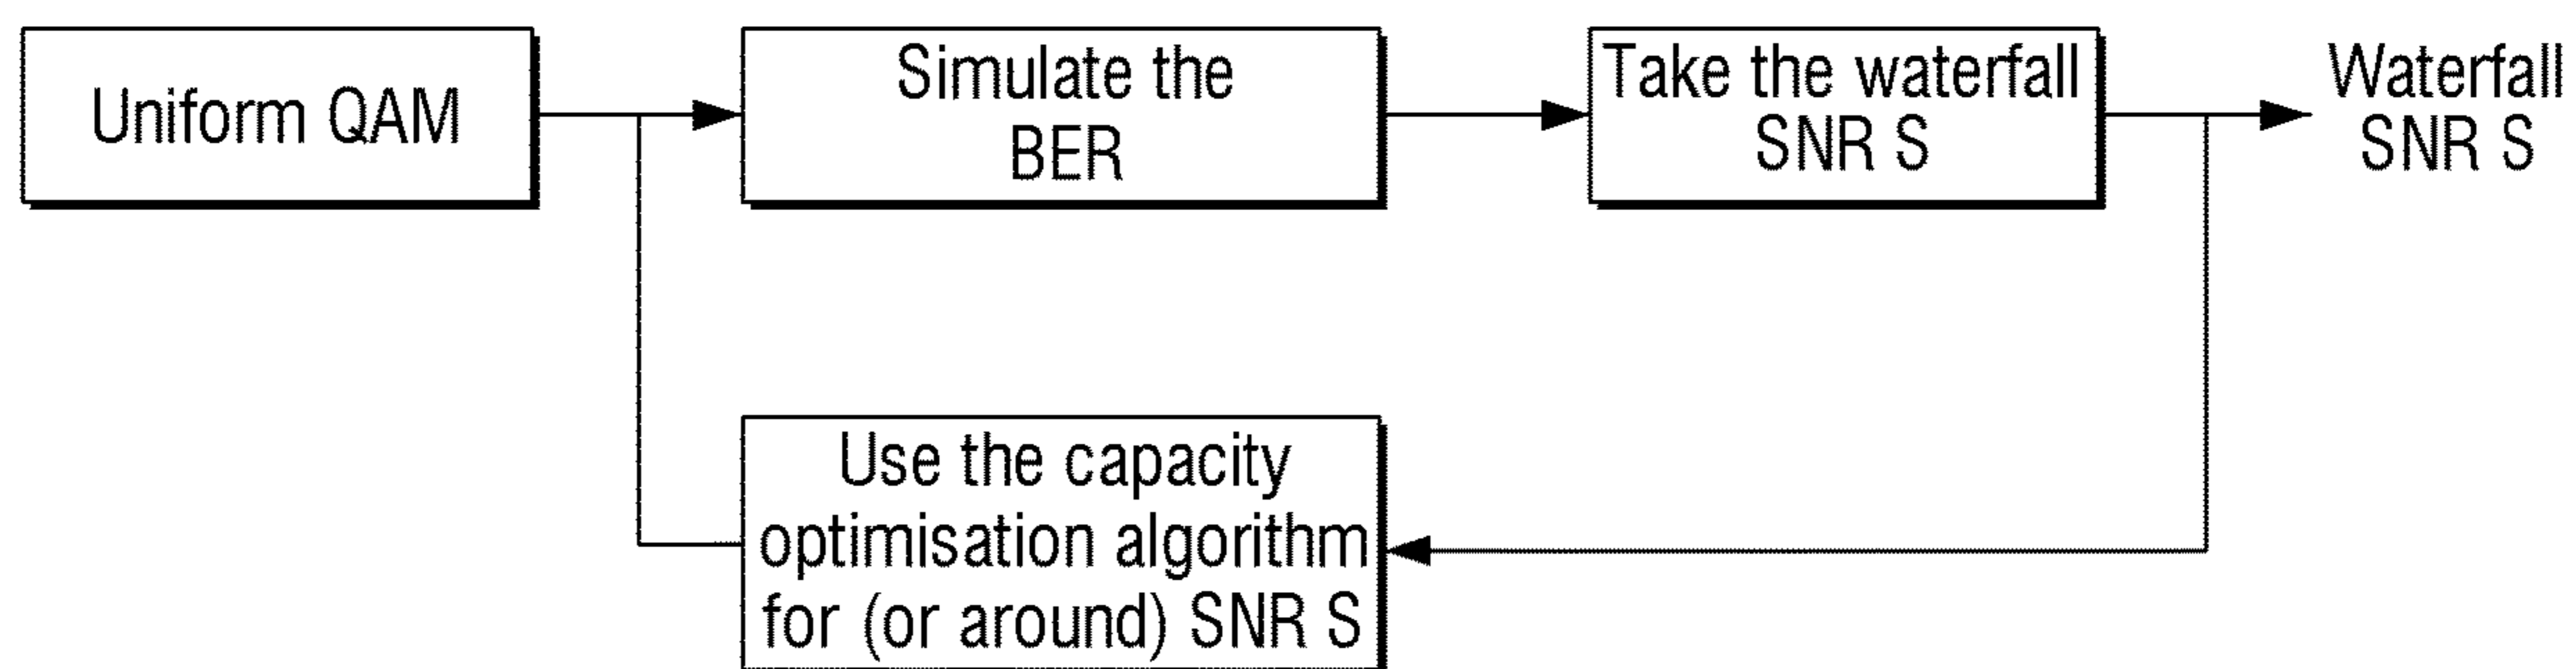 Uniform QAM
Simulate the
BER
Take the waterfall
SNR S
Waterfall
SNR S
Use the capacity
optimisation algorithm
for (or around) SNR S